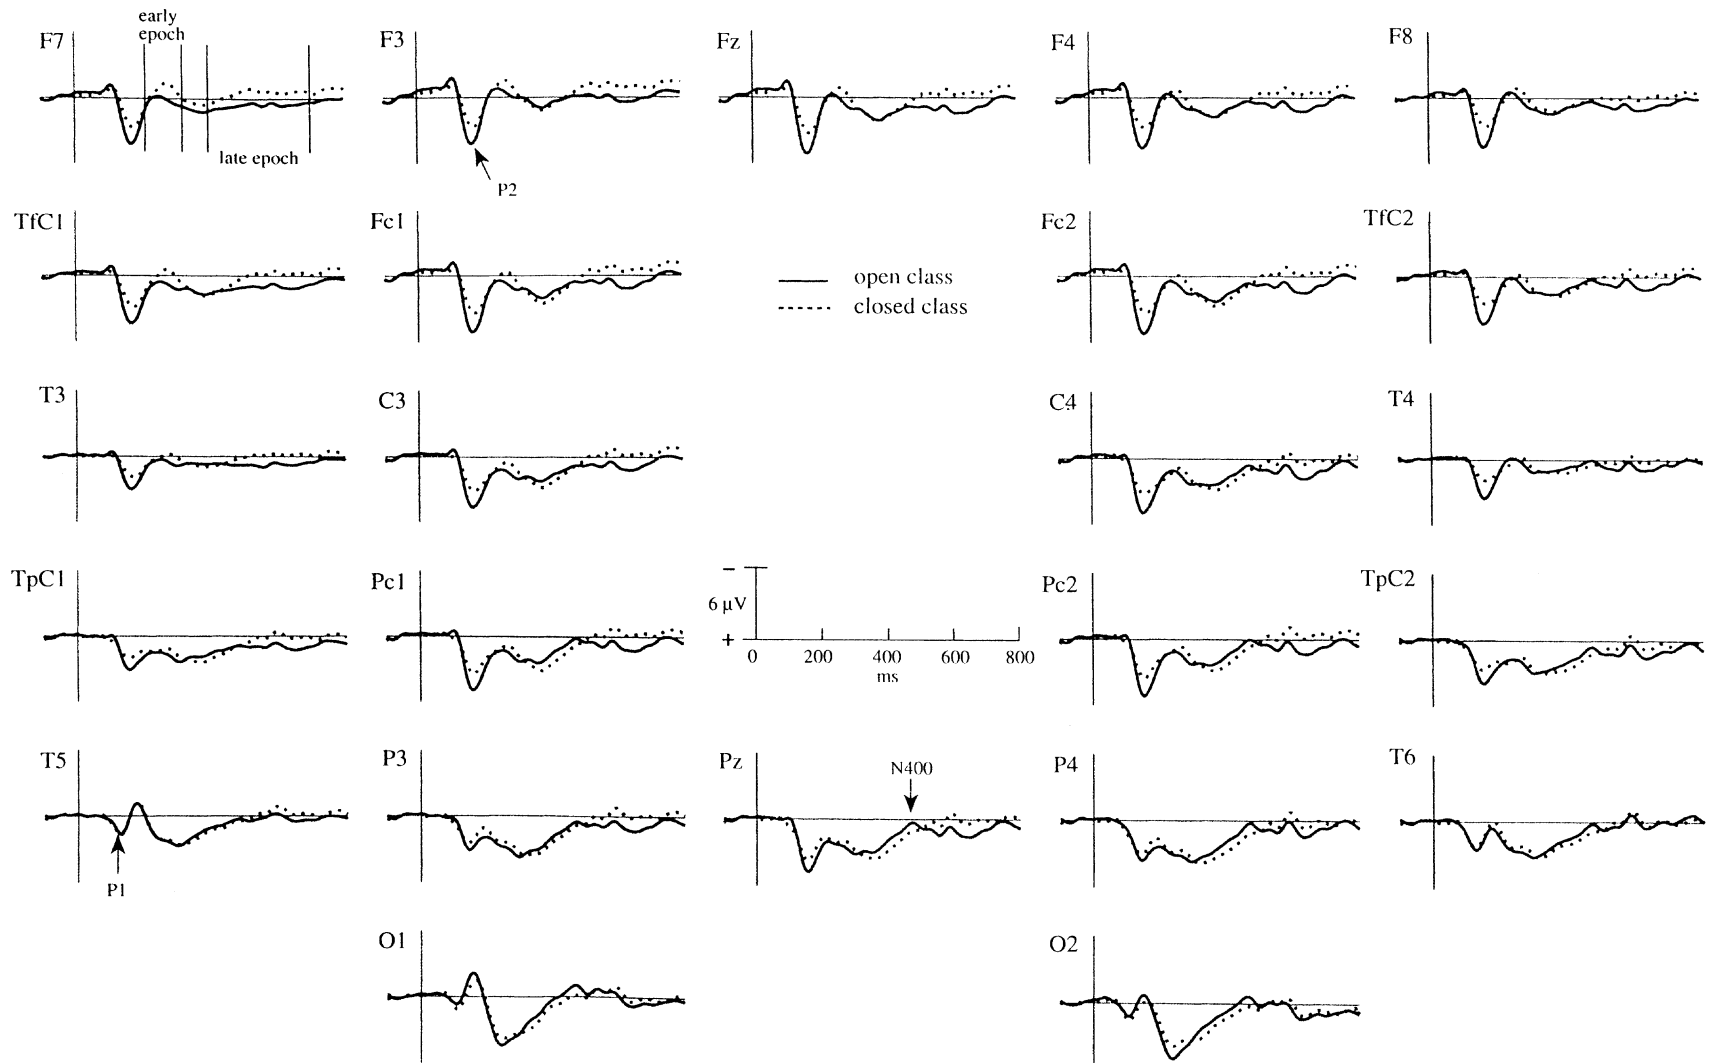 early
epoch
F7
F3
Fz
F4
F8
late epoch
P2
TfC1
Fc1
Fc2
TfC2
open class
closed class
T3
C3
C4
T4
TpC1
Pc1
−
6 µV
+
0 200 400 600 800
ms
Pc2
TpC2
T5
P3
Pz
N400
P4
T6
P1
O1
O2